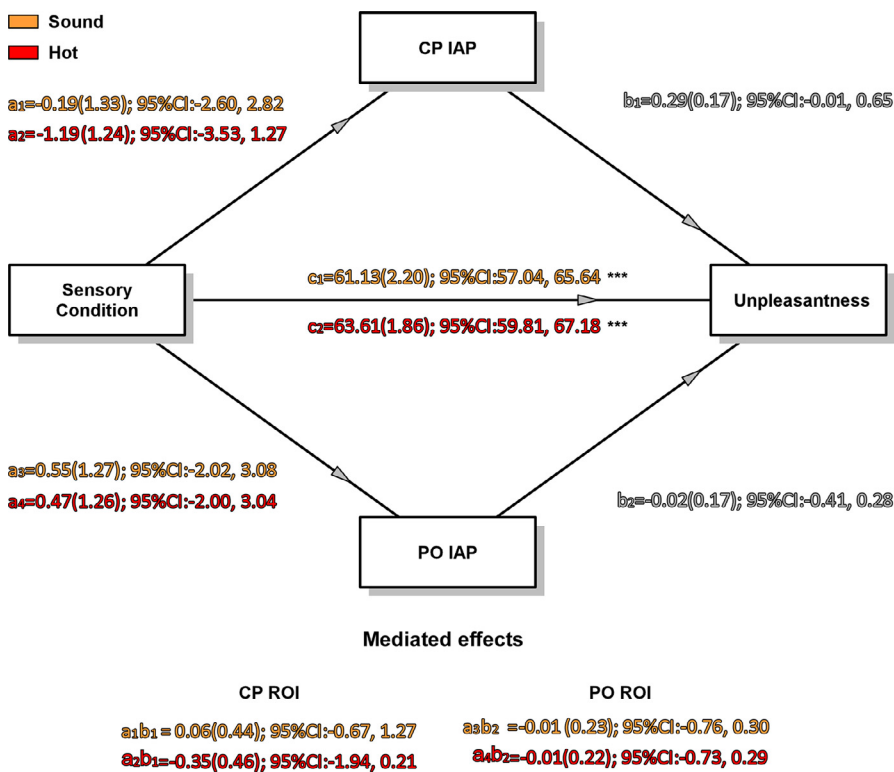 Sound
Hot
CP IAP
a₁=-0.19(1.33); 95%CI:-2.60, 2.82
a₂=-1.19(1.24); 95%CI:-3.53, 1.27
b₁=0.29(0.17); 95%CI:-0.01, 0.65
Sensory
Condition
c₁=61.13(2.20); 95%CI:57.04, 65.64 ***
c₂=63.61(1.86); 95%CI:59.81, 67.18 ***
Unpleasantness
a₃=0.55(1.27); 95%CI:-2.02, 3.08
a₄=0.47(1.26); 95%CI:-2.00, 3.04
b₂=-0.02(0.17); 95%CI:-0.41, 0.28
PO IAP
Mediated effects
CP ROI
a₁b₁= 0.06(0.44); 95%CI:-0.67, 1.27
a₂b₁=-0.35(0.46); 95%CI:-1.94, 0.21
PO ROI
a₃b₂ =-0.01 (0.23); 95%CI:-0.76, 0.30
a₄b₂=-0.01(0.22); 95%CI:-0.73, 0.29